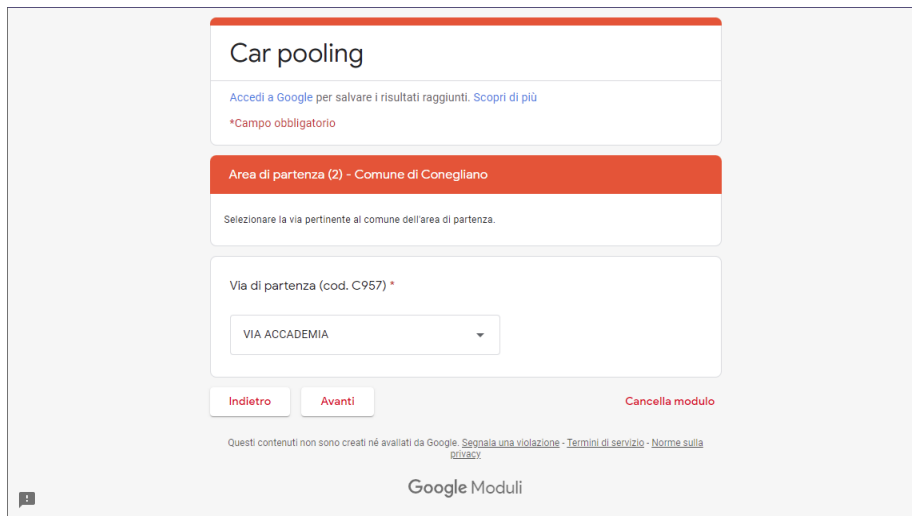 Car pooling
Accedi a Google per salvare i risultati raggiunti. Scopri di più
*Campo obbligatorio
Area di partenza (2) - Comune di Conegliano
Selezionare la via pertinente al comune dell'area di partenza.
Via di partenza (cod. C957) *
VIA ACCADEMIA
Indietro Avanti Cancella modulo
Questi contenuti non sono creati né avallati da Google. Segnala una violazione - Termini di servizio - Norme sulla
privacy
Google Moduli